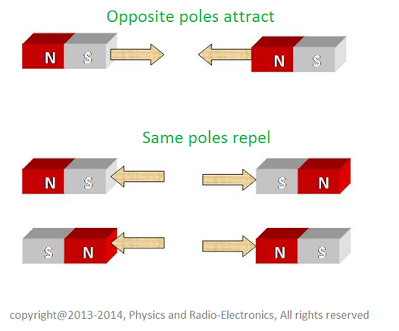 Opposite poles attract
N S N S
Same poles repel
N S S N
S N N S
copyright@2013-2014, Physics and Radio-Electronics, All rights reserved